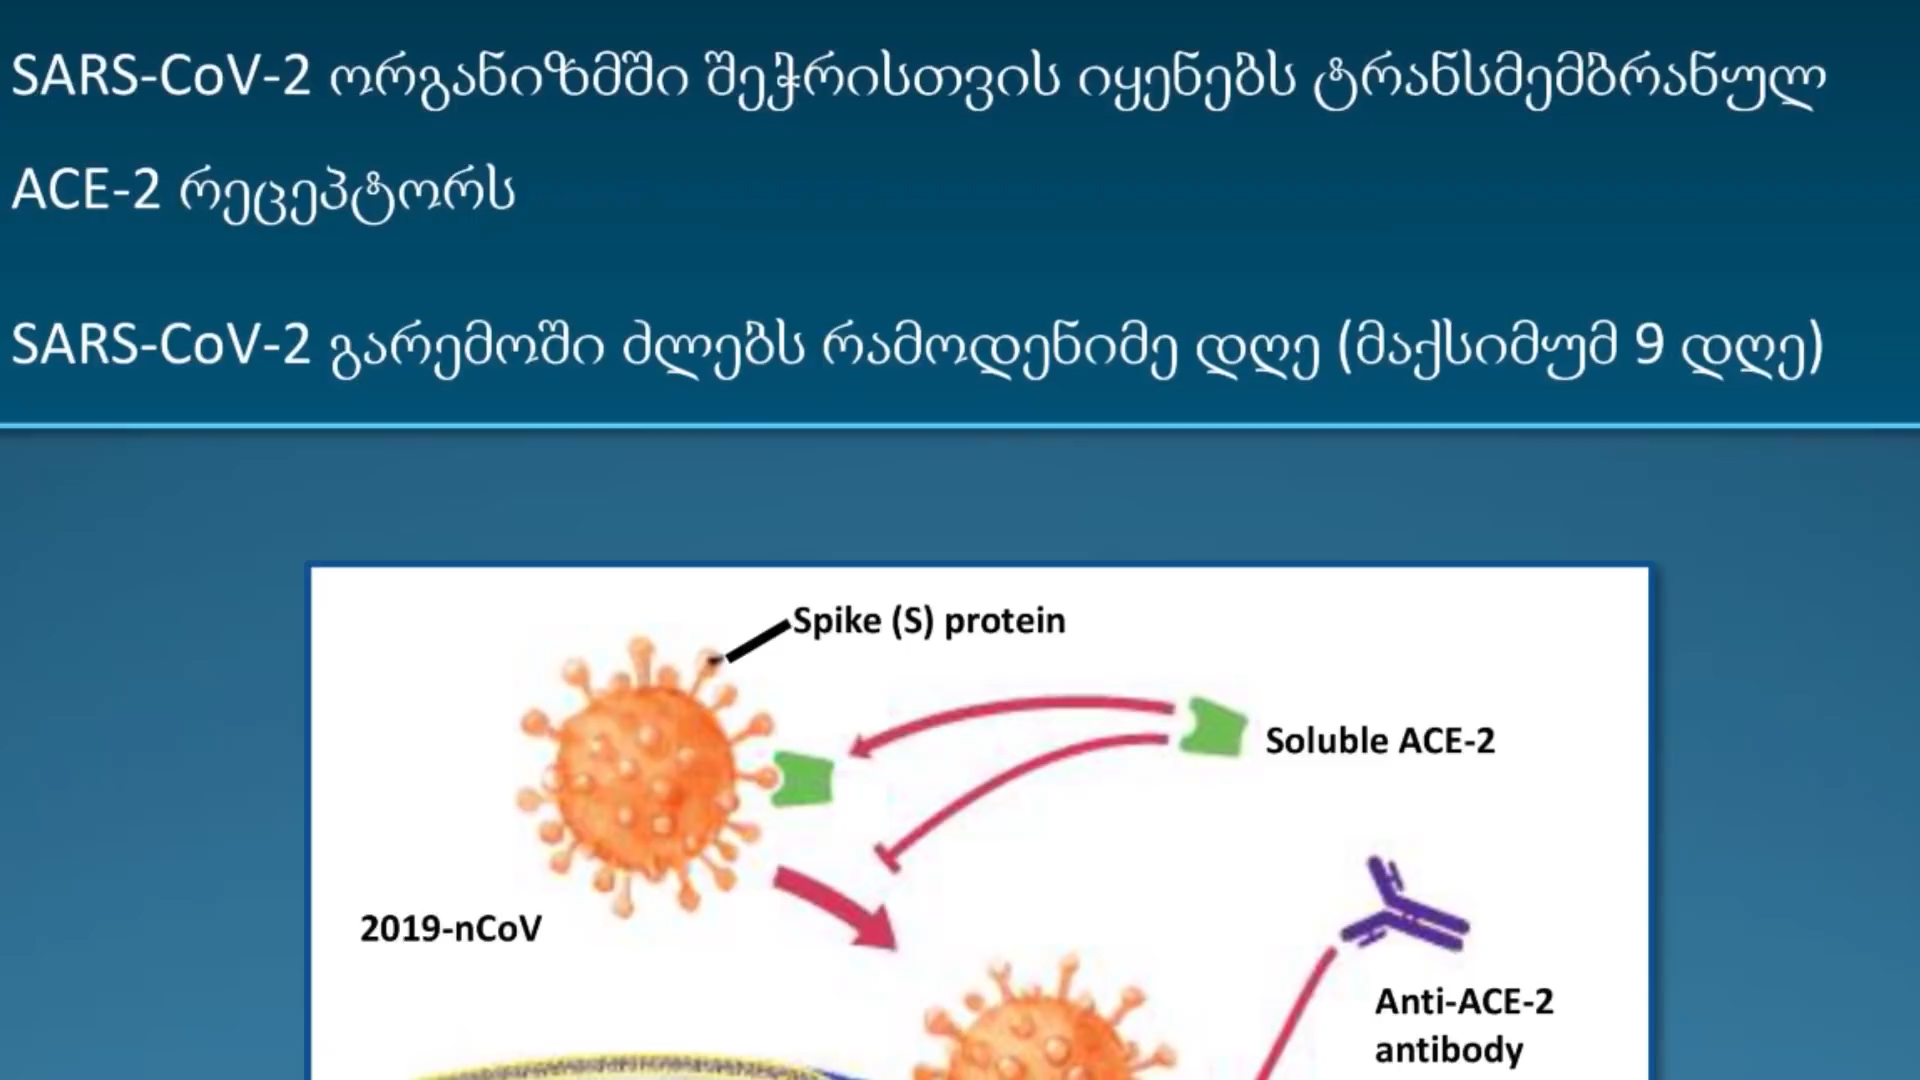 SARS-CoV-2 ორგანიზმში შეჭრისთვის იყენებს ტრანსმემბრანულ
ACE-2 რეცეპტორს
SARS-CoV-2 გარემოში ძლებს რამოდენიმე დღე (მაქსიმუმ 9 დღე)
Spike (S) protein
Soluble ACE-2
2019-nCoV
Anti-ACE-2
antibody